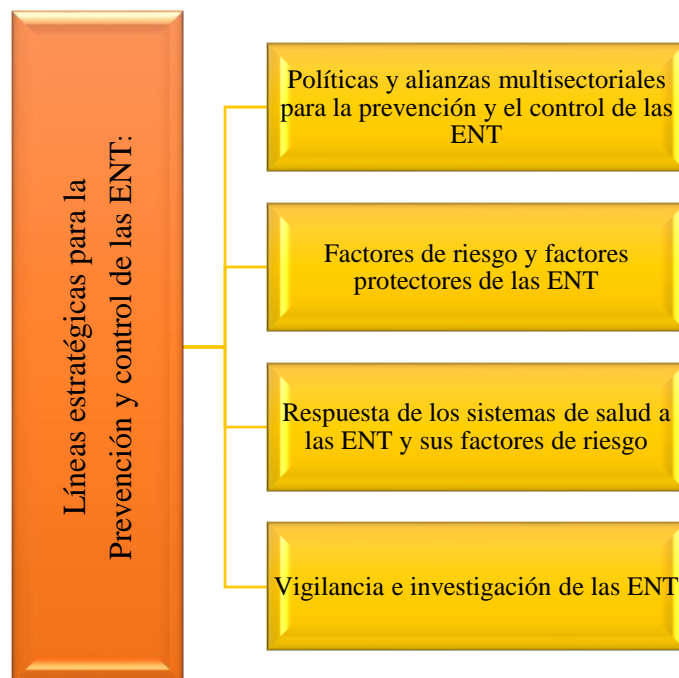 Líneas estratégicas para la
Prevención y control de las ENT:
Políticas y alianzas multisectoriales
para la prevención y el control de las
ENT
Factores de riesgo y factores
protectores de las ENT
Respuesta de los sistemas de salud a
las ENT y sus factores de riesgo
Vigilancia e investigación de las ENT